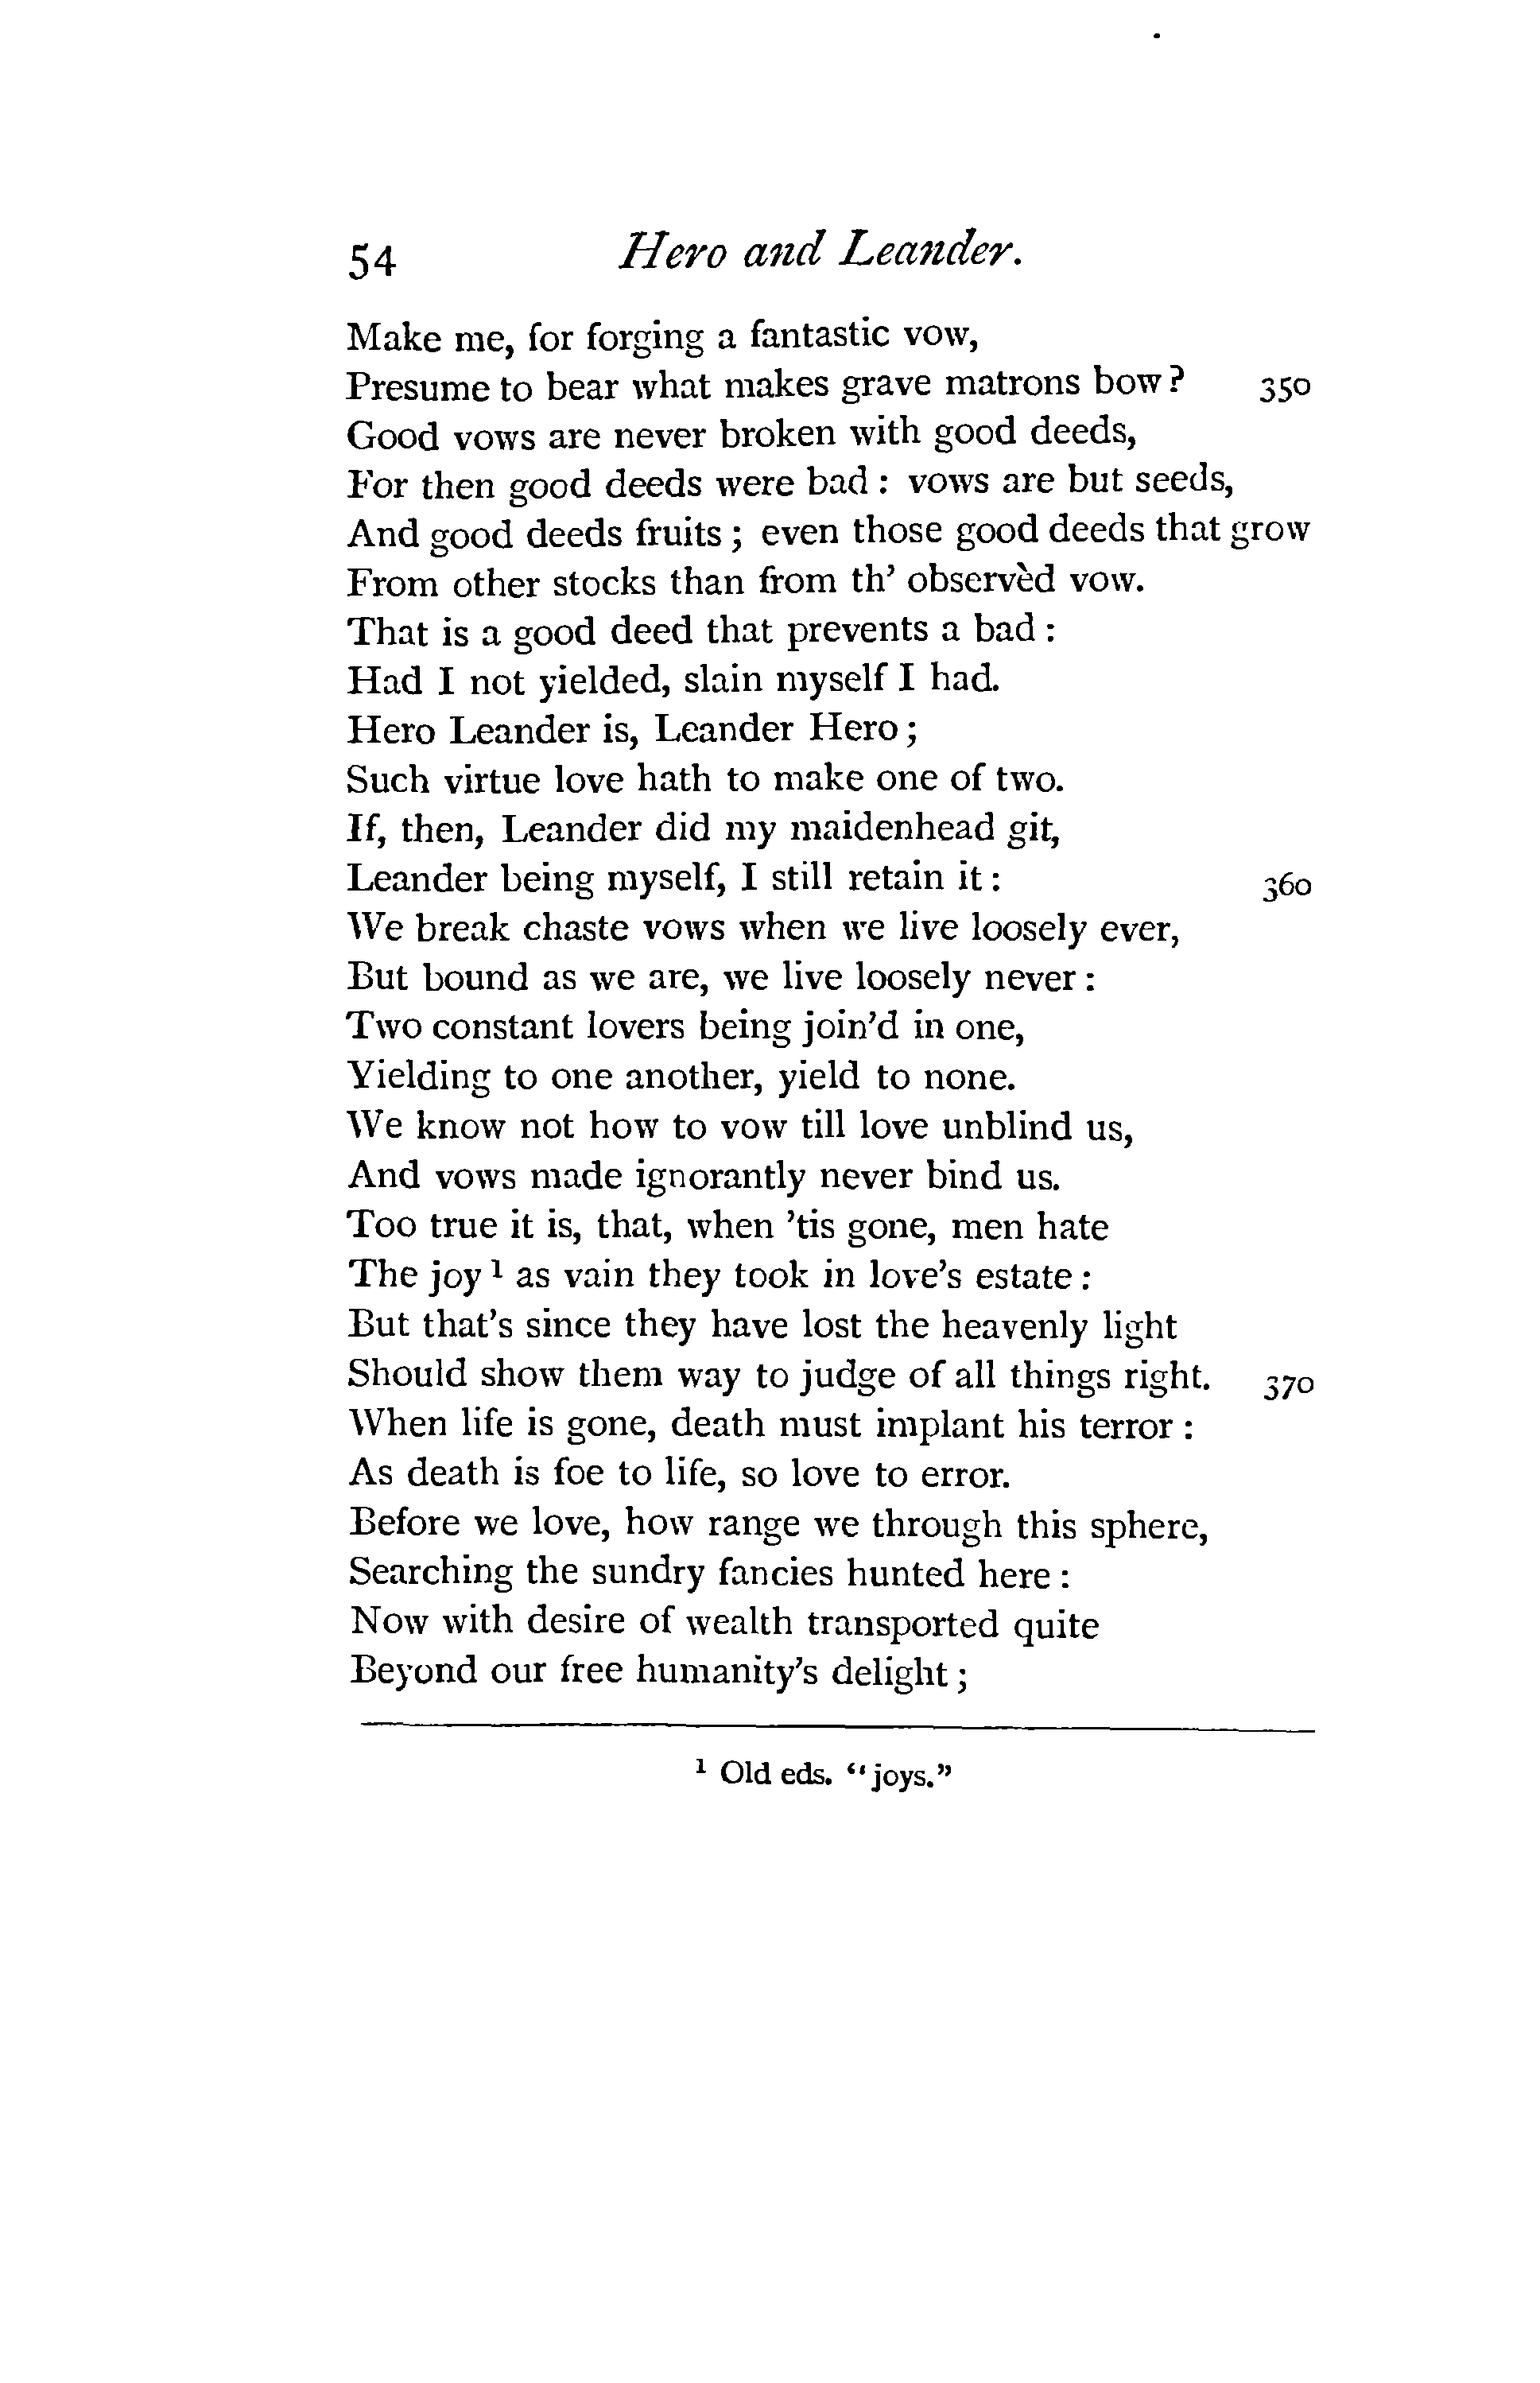 54 Hero and Leander.
Make me, for forging a fantastic vow,
Presume to bear what makes grave matrons bow? 350
Good vows are never broken with good deeds,
For then good deeds were bad : vows are but seeds,
And good deeds fruits ; even those good deeds that grow
From other stocks than from th’ observèd vow.
That is a good deed that prevents a bad :
Had I not yielded, slain myself I had.
Hero Leander is, Leander Hero ;
Such virtue love hath to make one of two.
If, then, Leander did my maidenhead git,
Leander being myself, I still retain it : 360
We break chaste vows when we live loosely ever,
But bound as we are, we live loosely never :
Two constant lovers being join’d in one,
Yielding to one another, yield to none.
We know not how to vow till love unblind us,
And vows made ignorantly never bind us.
Too true it is, that, when ’tis gone, men hate
The joy ¹ as vain they took in love’s estate :
But that’s since they have lost the heavenly light
Should show them way to judge of all things right. 370
When life is gone, death must implant his terror :
As death is foe to life, so love to error.
Before we love, how range we through this sphere,
Searching the sundry fancies hunted here :
Now with desire of wealth transported quite
Beyond our free humanity’s delight ;
¹ Old eds. “joys.”